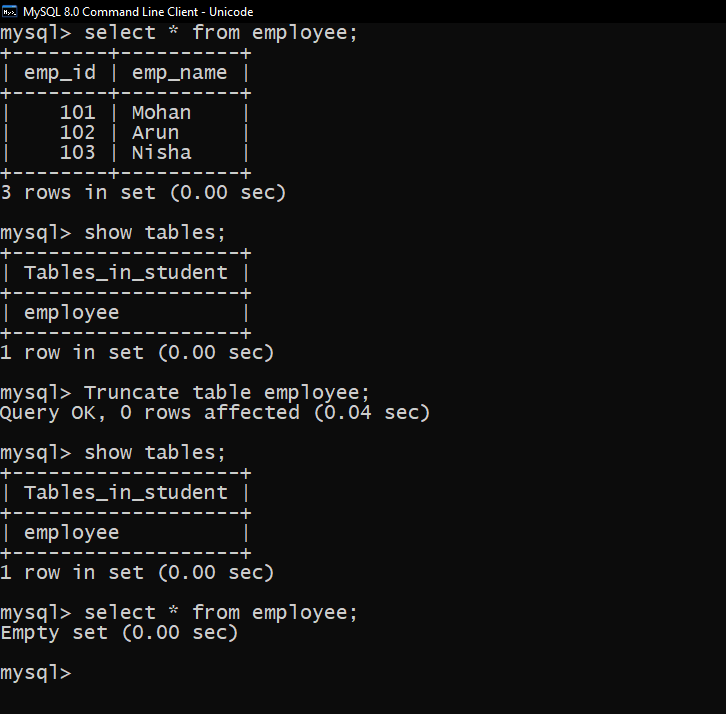 MySQL 8.0 Command Line Client - Unicode
mysql> select * from employee;
+--------+----------+
| emp_id | emp_name |
+--------+----------+
|    101 | Mohan    |
|    102 | Arun     |
|    103 | Nisha    |
+--------+----------+
3 rows in set (0.00 sec)

mysql> show tables;
+-------------------+
| Tables_in_student |
+-------------------+
| employee          |
+-------------------+
1 row in set (0.00 sec)

mysql> Truncate table employee;
Query OK, 0 rows affected (0.04 sec)

mysql> show tables;
+-------------------+
| Tables_in_student |
+-------------------+
| employee          |
+-------------------+
1 row in set (0.00 sec)

mysql> select * from employee;
Empty set (0.00 sec)

mysql>